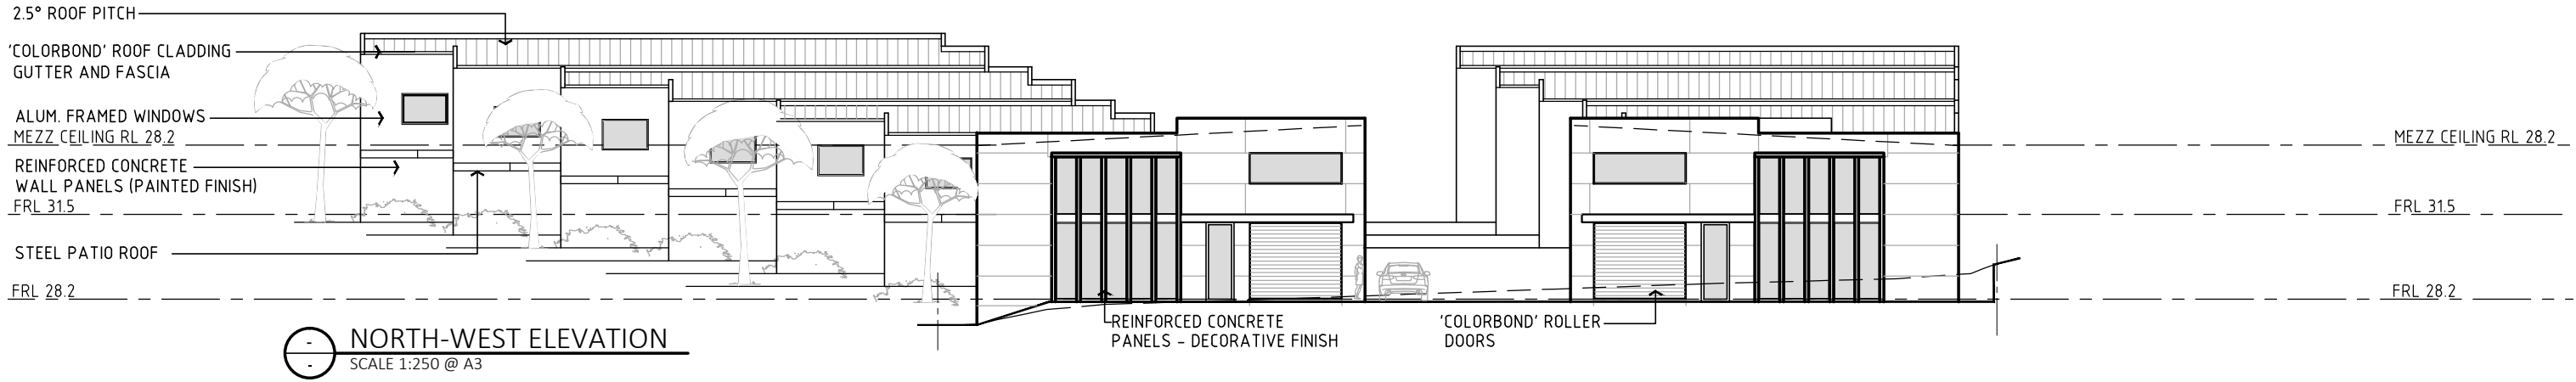 2.5° ROOF PITCH
'COLORBOND' ROOF CLADDING
GUTTER AND FASCIA
ALUM. FRAMED WINDOWS
MEZZ CEILING RL 28.2
REINFORCED CONCRETE
WALL PANELS (PAINTED FINISH)
FRL 31.5
STEEL PATIO ROOF
FRL 28.2
MEZZ CEILING RL 28.2
FRL 31.5
FRL 28.2
REINFORCED CONCRETE
PANELS - DECORATIVE FINISH
'COLORBOND' ROLLER
DOORS
-
-
NORTH-WEST ELEVATION
SCALE 1:250 @ A3